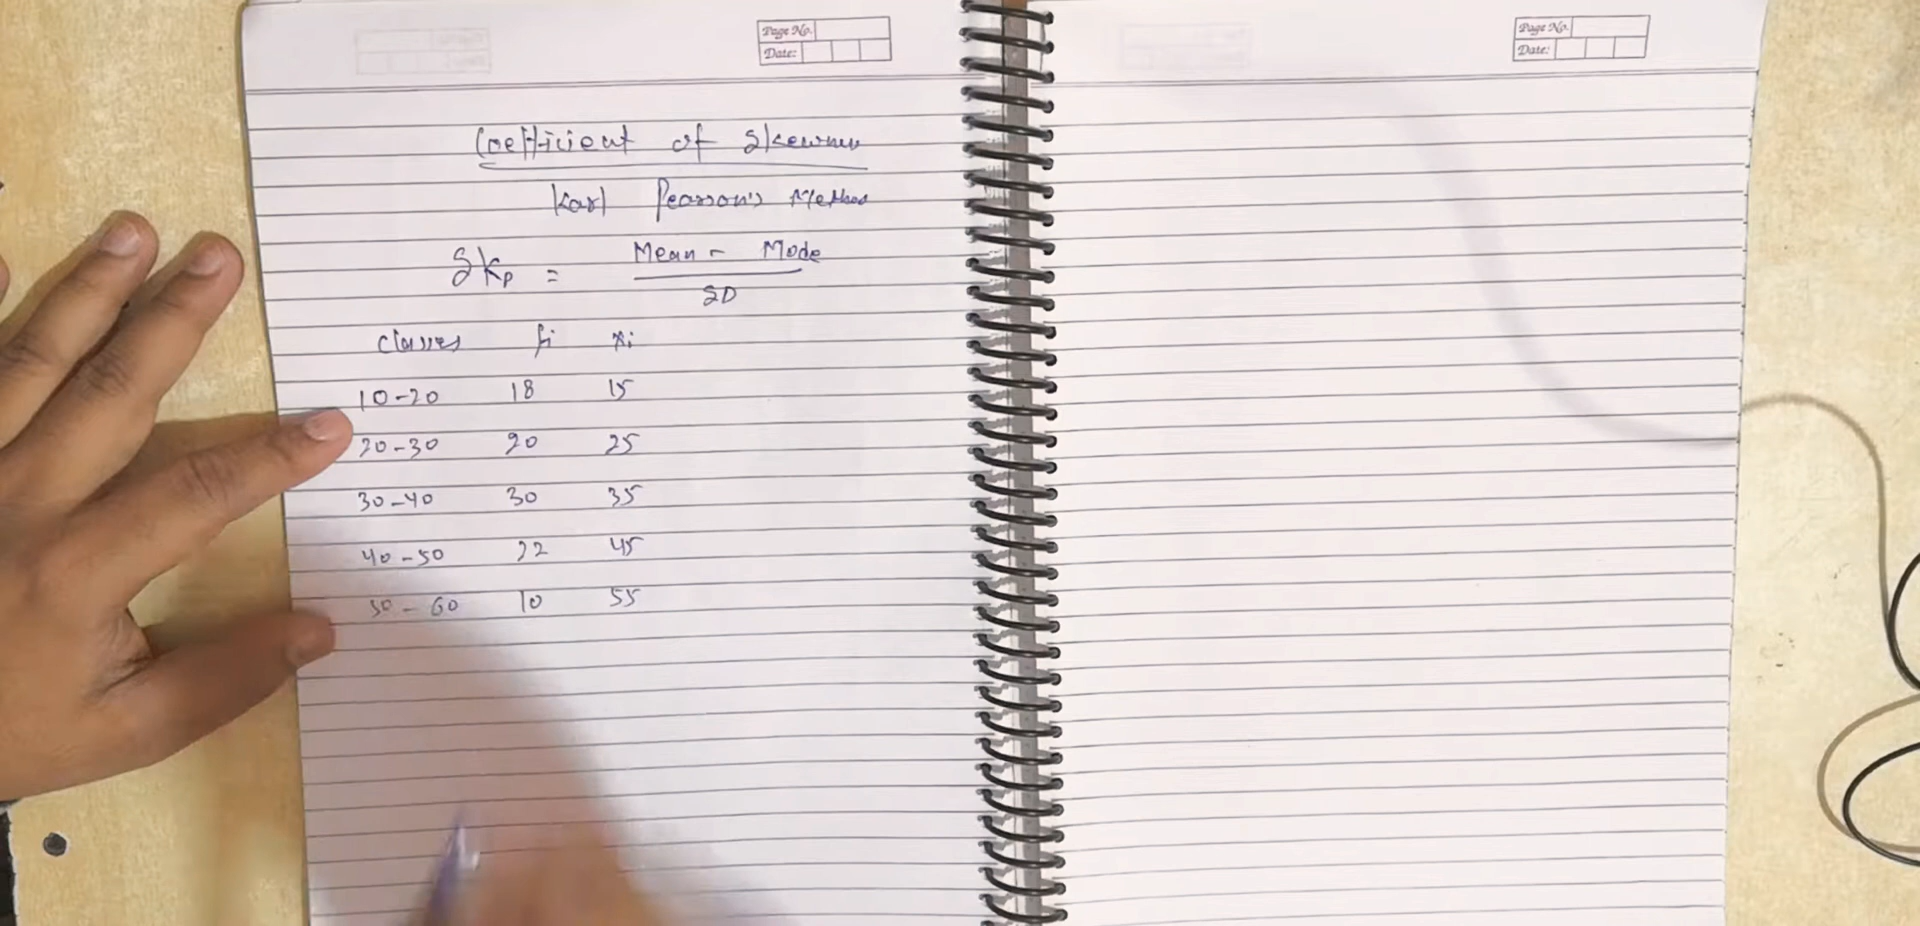 Page No.
Date:
Coefficient of Skewness
Karl Pearson's Method
SKp = Mean - Mode
SD
classes fi xi
10-20 18 15
20-30 20 25
30-40 30 35
40-50 22 45
50-60 10 55
Page No.
Date: